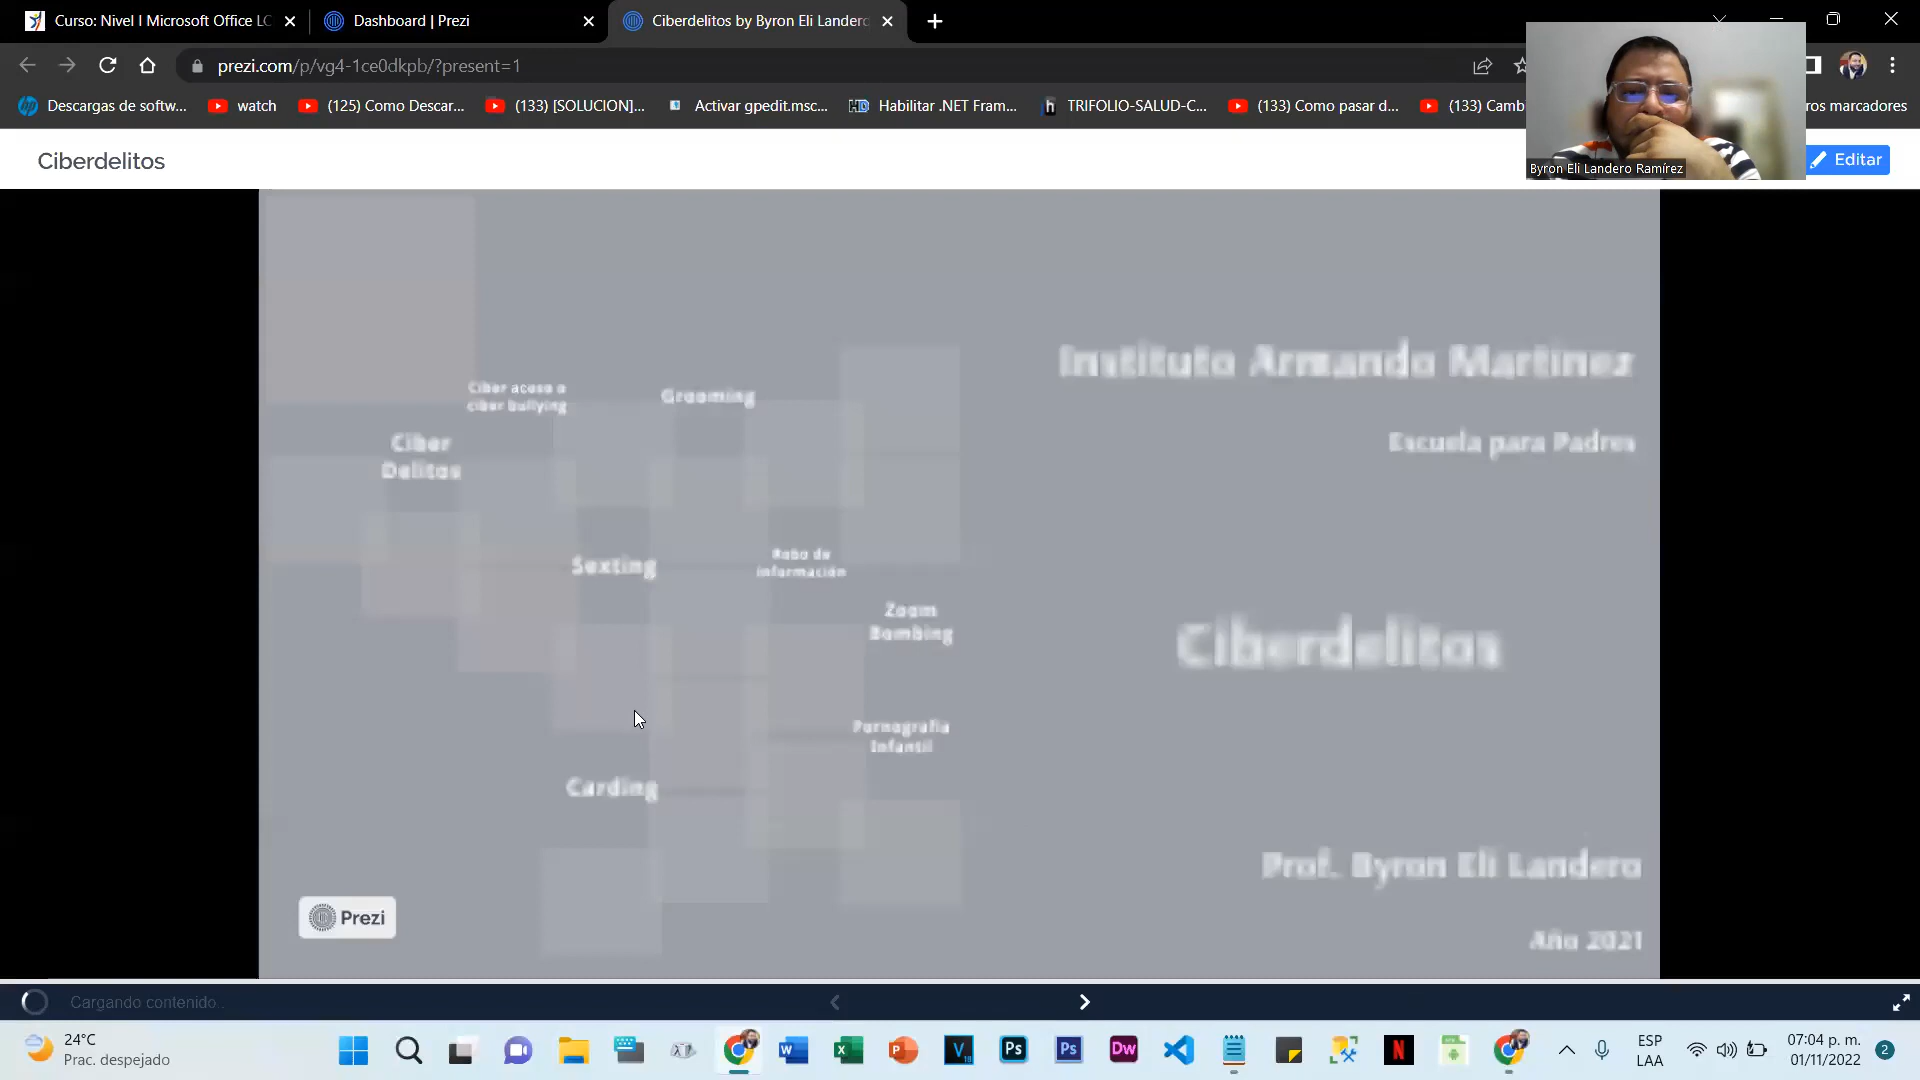 Curso: Nivel I Microsoft Office LC
Dashboard | Prezi
Ciberdelitos by Byron Eli Landero
prezi.com/p/vg4-1ce0dkpb/?present=1
Descargas de softw...
watch
(125) Como Descar...
(133) [SOLUCION]...
Activar gpedit.msc...
Habilitar .NET Fram...
TRIFOLIO-SALUD-C...
(133) Como pasar d...
(133) Camb
ros marcadores
Ciberdelitos
Byron Eli Landero Ramírez
Editar
Instituto Armando Martinez
Ciber acoso o
ciber bullying
Grooming
Escuela para Padres
Ciber
Delitos
Sexting
Robo de
información
Zoom
Bombing
Ciberdelitos
Pornografia
Infantil
Carding
Prof. Byron Eli Landero
Prezi
Año 2021
Cargando contenido..
24°C
Prac. despejado
ESP
LAA
07:04 p. m.
01/11/2022
2